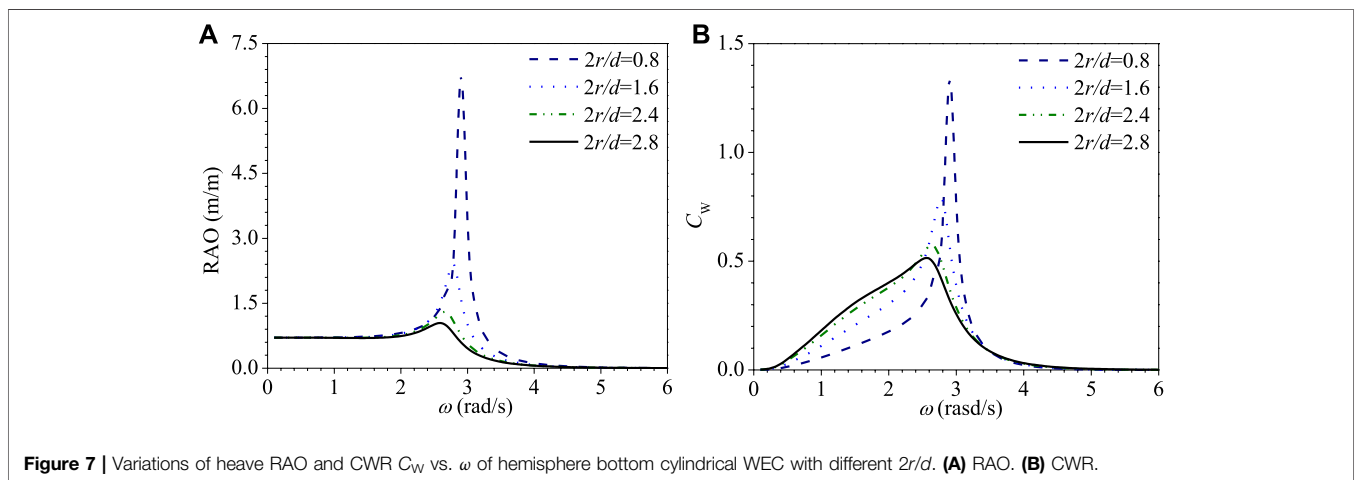 A
7.5
6.0
4.5
3.0
1.5
0.0
RAO (m/m)
0 1 2 3 4 5 6
ω (rad/s)
2r/d=0.8
2r/d=1.6
2r/d=2.4
2r/d=2.8
B
1.5
1.0
0.5
0.0
C_W
0 1 2 3 4 5 6
ω (rasd/s)
2r/d=0.8
2r/d=1.6
2r/d=2.4
2r/d=2.8
Figure 7 | Variations of heave RAO and CWR C_W vs. ω of hemisphere bottom cylindrical WEC with different 2r/d. (A) RAO. (B) CWR.